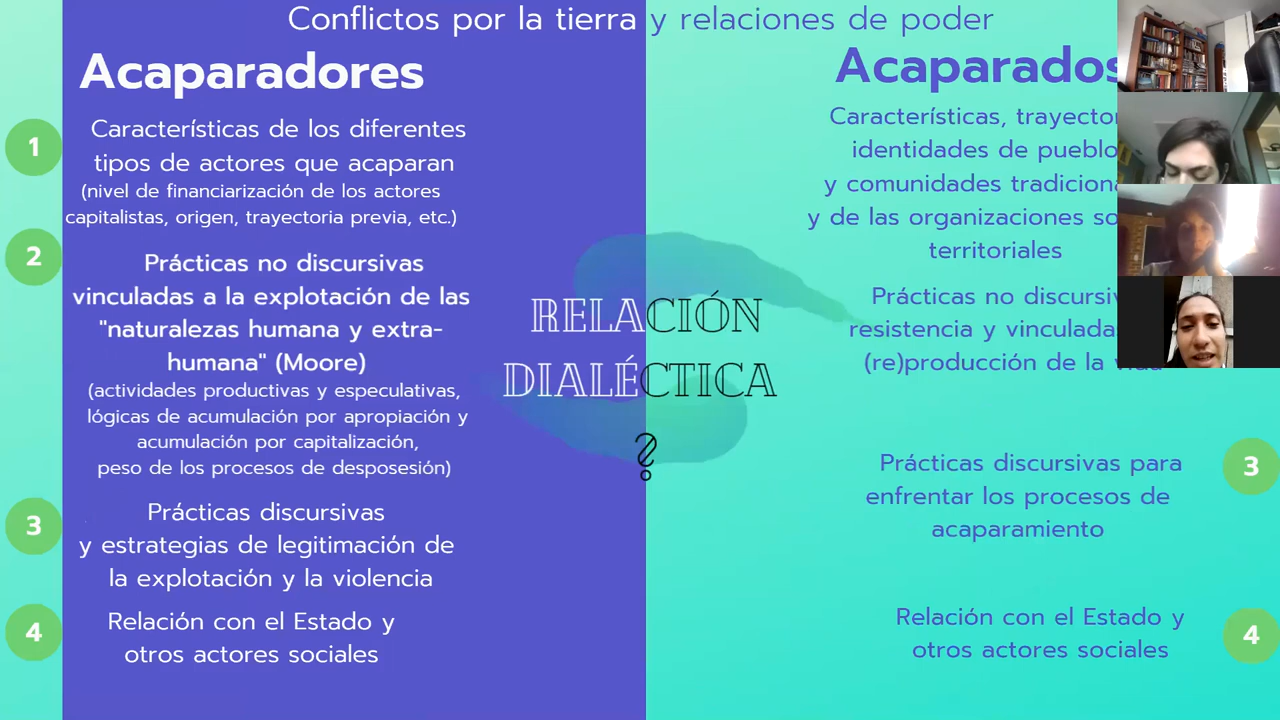 Conflictos por la tierra y relaciones de poder
Acaparadores
1
Características de los diferentes
tipos de actores que acaparan
(nivel de financiarización de los actores
capitalistas, origen, trayectoria previa, etc.)
2
Prácticas no discursivas
vinculadas a la explotación de las
"naturalezas humana y extra-
humana" (Moore)
(actividades productivas y especulativas,
lógicas de acumulación por apropiación y
acumulación por capitalización,
peso de los procesos de desposesión)
3
Prácticas discursivas
y estrategias de legitimación de
la explotación y la violencia
4
Relación con el Estado y
otros actores sociales
RELACIÓN
DIALÉCTICA
?
Acaparados
Características,
identidades de
y comunidades
y de las organizaciones
territoriales
Prácticas no
resistencia y
(re)producción de la
Prácticas discursivas para
enfrentar los procesos de
acaparamiento
3
Relación con el Estado y
otros actores sociales
4